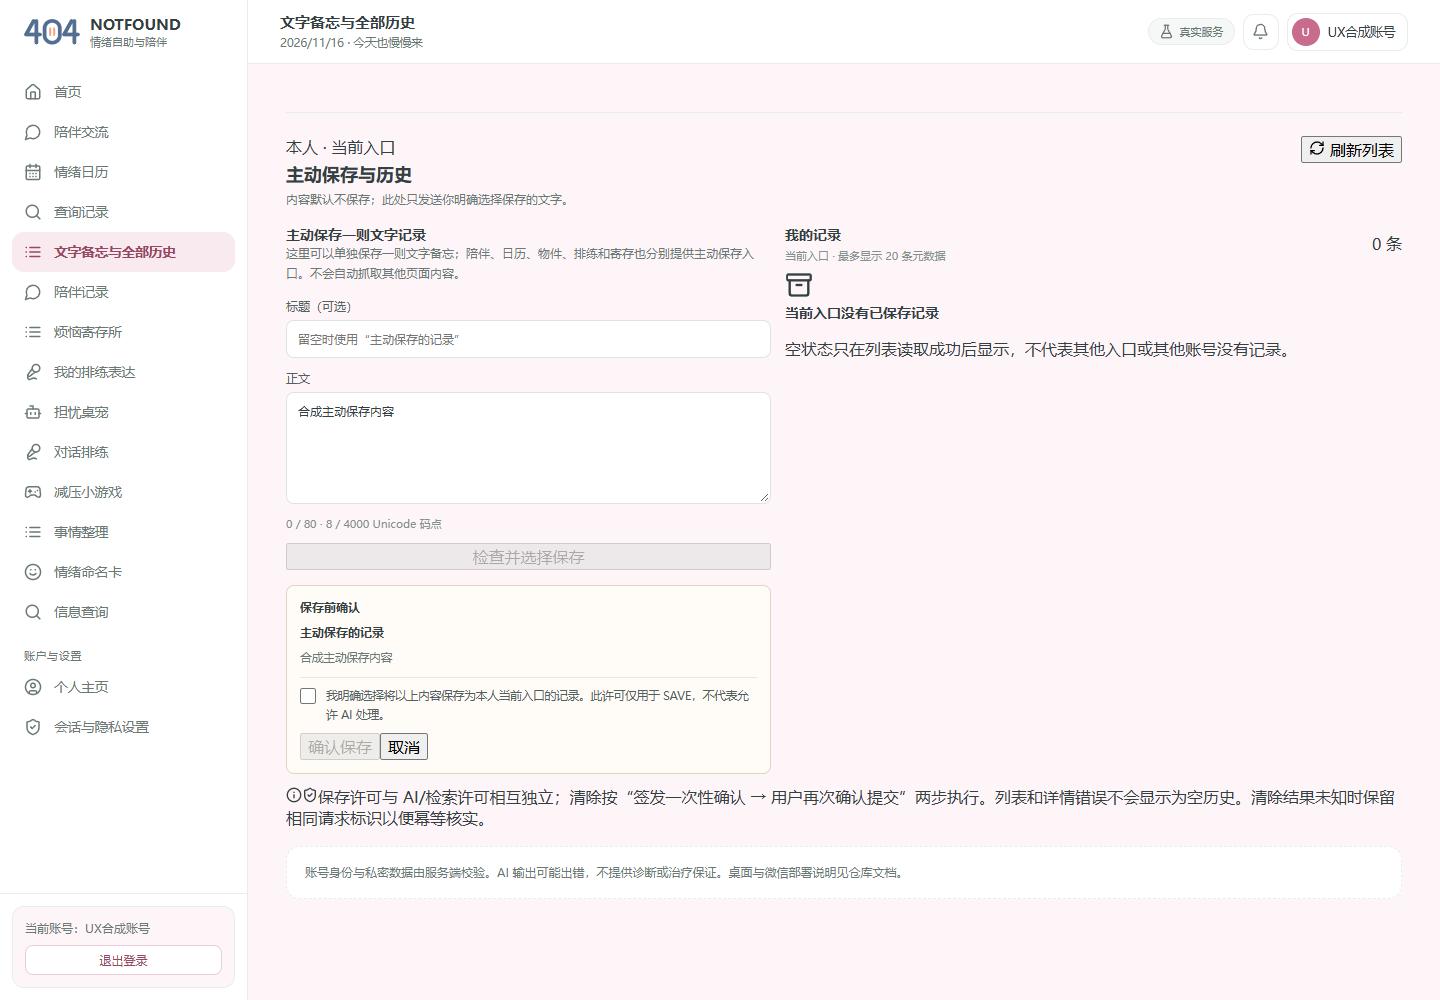 404 NOTFOUND
情绪自助与陪伴
首页
陪伴交流
情绪日历
查询记录
文字备忘与全部历史
陪伴记录
烦恼寄存所
我的排练表达
担忧桌宠
对话排练
减压小游戏
事情整理
情绪命名卡
信息查询
账户与设置
个人主页
会话与隐私设置
当前账号：UX合成账号
退出登录
文字备忘与全部历史
2026/11/16 · 今天也慢慢来
真实服务
U UX合成账号
本人 · 当前入口
主动保存与历史
内容默认不保存；此处只发送你明确选择保存的文字。
刷新列表
主动保存一则文字记录
这里可以单独保存一则文字备忘；陪伴、日历、物件、排练和寄存也分别提供主动保存入
口。不会自动抓取其他页面内容。
标题（可选）
留空时使用“主动保存的记录”
正文
合成主动保存内容
0 / 80 · 8 / 4000 Unicode 码点
检查并选择保存
保存前确认
主动保存的记录
合成主动保存内容
我明确选择将以上内容保存为本人当前入口的记录。此许可仅用于 SAVE，不代表允
许 AI 处理。
确认保存 取消
我的记录
当前入口 · 最多显示 20 条元数据
0 条
当前入口没有已保存记录
空状态只在列表读取成功后显示，不代表其他入口或其他账号没有记录。
保存许可与 AI/检索许可相互独立；清除按“签发一次性确认 → 用户再次确认提交”两步执行。列表和详情错误不会显示为空历史。清除结果未知时保留
相同请求标识以便幂等核实。
账号身份与私密数据由服务端校验。AI 输出可能出错，不提供诊断或治疗保证。桌面与微信部署说明见仓库文档。